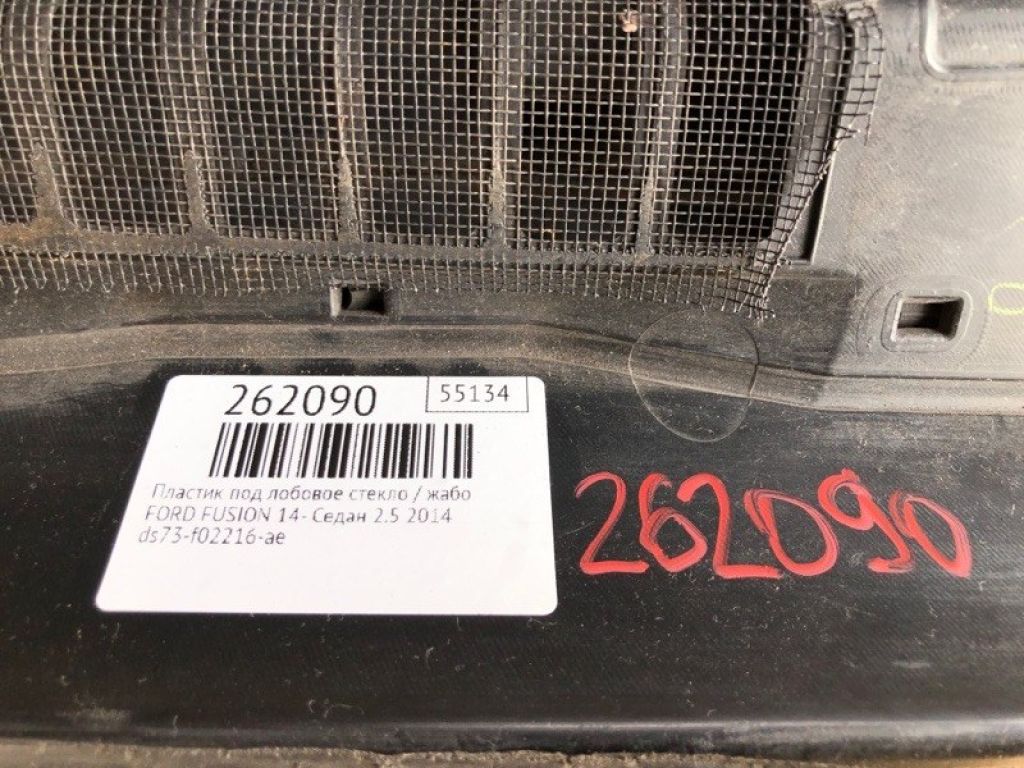 262090
55134
Пластик под лобовое стекло / жабо
FORD FUSION 14- Седан 2.5 2014
ds73-f02216-ae
262090